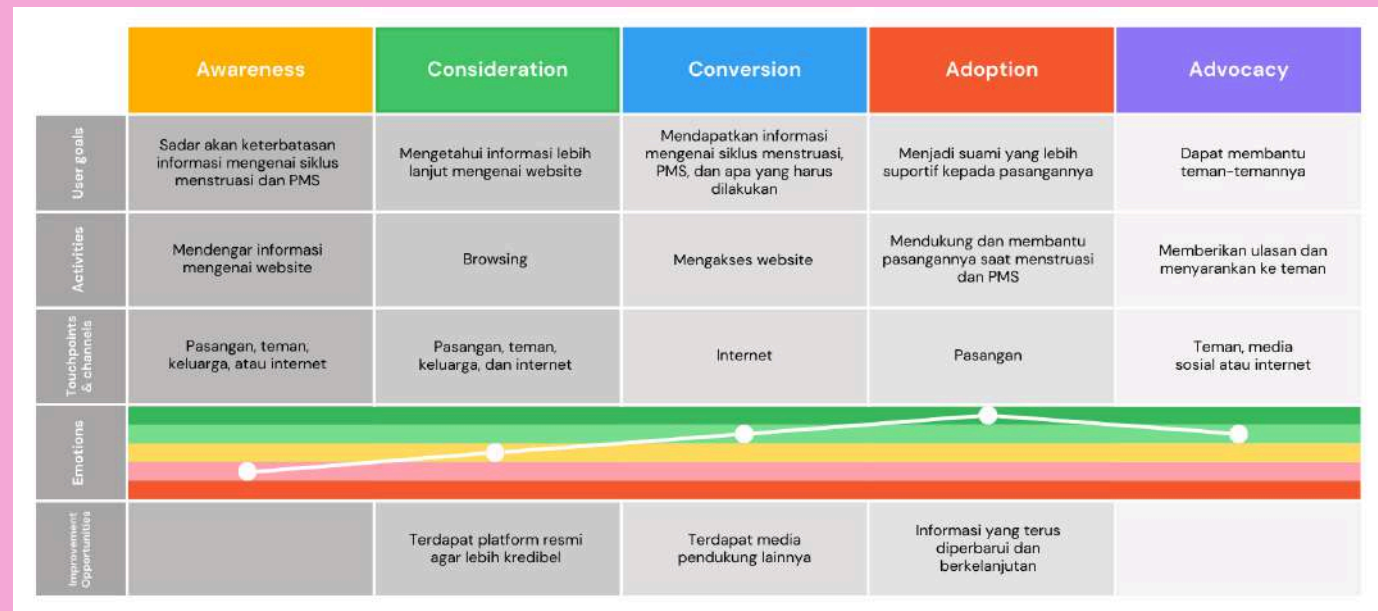 Awareness
Consideration
Conversion
Adoption
Advocacy
User goals
Sadar akan keterbatasan
informasi mengenai siklus
menstruasi dan PMS
Mengetahui informasi lebih
lanjut mengenai website
Mendapatkan informasi
mengenai siklus menstruasi,
PMS, dan apa yang harus
dilakukan
Menjadi suami yang lebih
suportif kepada pasangannya
Dapat membantu
teman-temannya
Activities
Mendengar informasi
mengenai website
Browsing
Mengakses website
Mendukung dan membantu
pasangannya saat menstruasi
dan PMS
Memberikan ulasan dan
menyarankan ke teman
Touchpoints
& channels
Pasangan, teman,
keluarga, atau internet
Pasangan, teman,
keluarga, dan internet
Internet
Pasangan
Teman, media
sosial atau internet
Emotions
Improvement
Opportunities
Terdapat platform resmi
agar lebih kredibel
Terdapat media
pendukung lainnya
Informasi yang terus
diperbarui dan
berkelanjutan